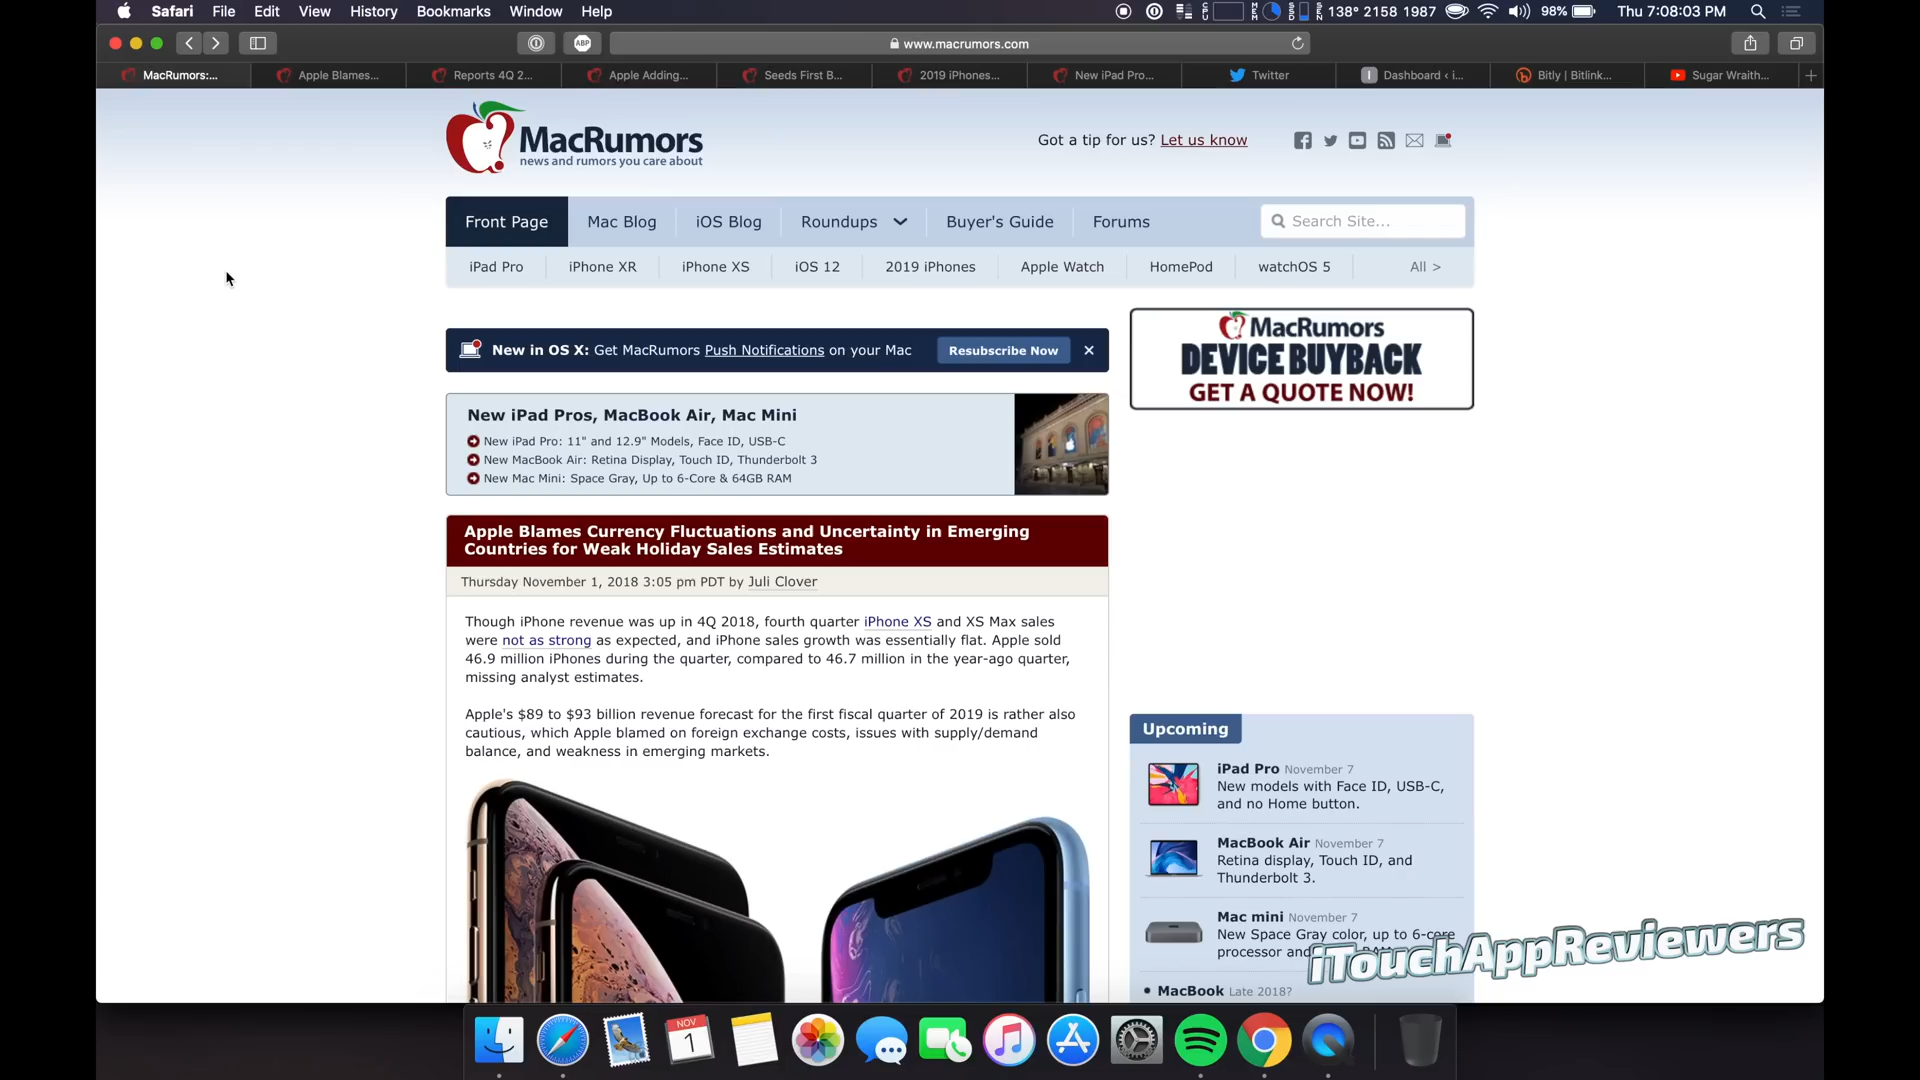 Safari File Edit View History Bookmarks Window Help
138° 2158 1987 98% Thu 7:08:03 PM
www.macrumors.com
MacRumors:... Apple Blames... Reports 4Q 2... Apple Adding... Seeds First B... 2019 iPhones... New iPad Pro... Twitter Dashboard ‹ i... Bitly | Bitlink... Sugar Wraith...
MacRumors
news and rumors you care about
Got a tip for us? Let us know
Front Page Mac Blog iOS Blog Roundups Buyer's Guide Forums Search Site...
iPad Pro iPhone XR iPhone XS iOS 12 2019 iPhones Apple Watch HomePod watchOS 5 All >
New in OS X: Get MacRumors Push Notifications on your Mac Resubscribe Now
MacRumors
DEVICE BUYBACK
GET A QUOTE NOW!
New iPad Pros, MacBook Air, Mac Mini
New iPad Pro: 11" and 12.9" Models, Face ID, USB-C
New MacBook Air: Retina Display, Touch ID, Thunderbolt 3
New Mac Mini: Space Gray, Up to 6-Core & 64GB RAM
Apple Blames Currency Fluctuations and Uncertainty in Emerging
Countries for Weak Holiday Sales Estimates
Thursday November 1, 2018 3:05 pm PDT by Juli Clover
Though iPhone revenue was up in 4Q 2018, fourth quarter iPhone XS and XS Max sales
were not as strong as expected, and iPhone sales growth was essentially flat. Apple sold
46.9 million iPhones during the quarter, compared to 46.7 million in the year-ago quarter,
missing analyst estimates.
Apple's $89 to $93 billion revenue forecast for the first fiscal quarter of 2019 is rather also
cautious, which Apple blamed on foreign exchange costs, issues with supply/demand
balance, and weakness in emerging markets.
Upcoming
iPad Pro November 7
New models with Face ID, USB-C,
and no Home button.
MacBook Air November 7
Retina display, Touch ID, and
Thunderbolt 3.
Mac mini November 7
New Space Gray color, up to 6-core
processor and
iTouchAppReviewers
MacBook Late 2018?
NOV
1